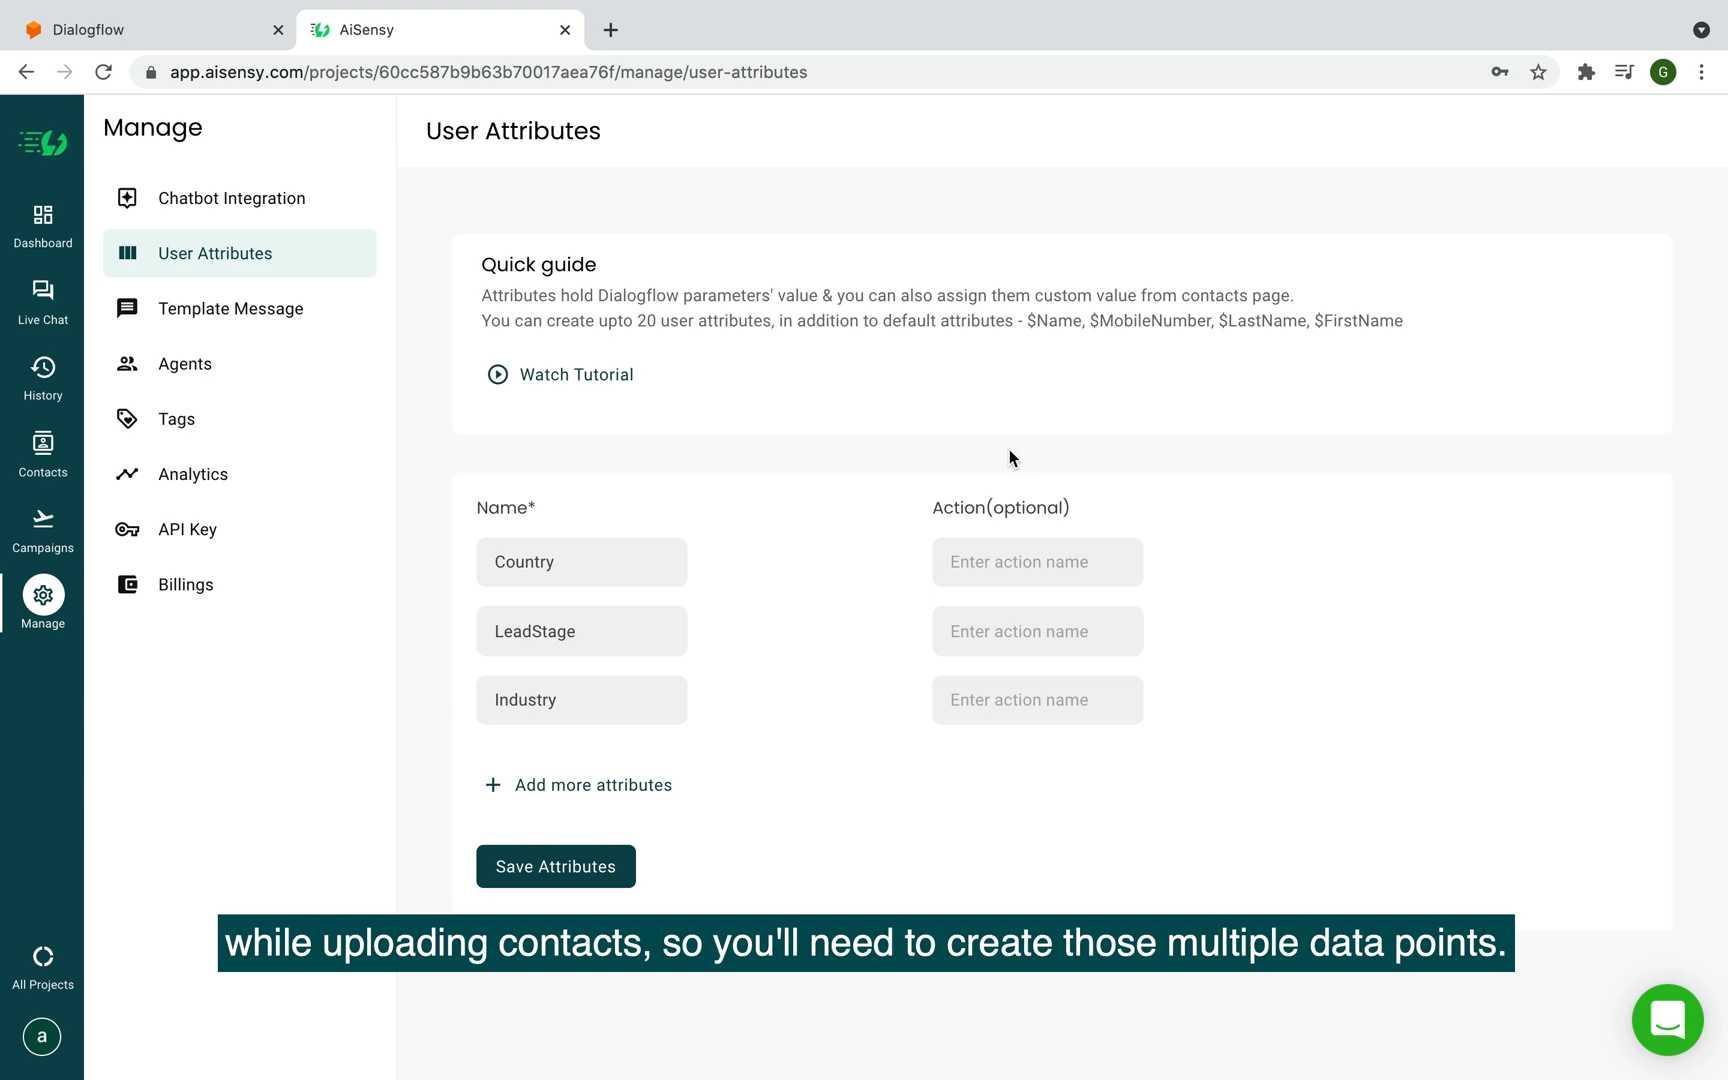 Dialogflow
AiSensy
app.aisensy.com/projects/60cc587b9b63b70017aea76f/manage/user-attributes
G
Manage
User Attributes
Chatbot Integration
User Attributes
Template Message
Agents
Tags
Analytics
API Key
Billings
Dashboard
Live Chat
History
Contacts
Campaigns
Manage
All Projects
a
Quick guide
Attributes hold Dialogflow parameters' value & you can also assign them custom value from contacts page.
You can create upto 20 user attributes, in addition to default attributes - $Name, $MobileNumber, $LastName, $FirstName
Watch Tutorial
Name* Action(optional)
Country Enter action name
LeadStage Enter action name
Industry Enter action name
+ Add more attributes
Save Attributes
while uploading contacts, so you'll need to create those multiple data points.